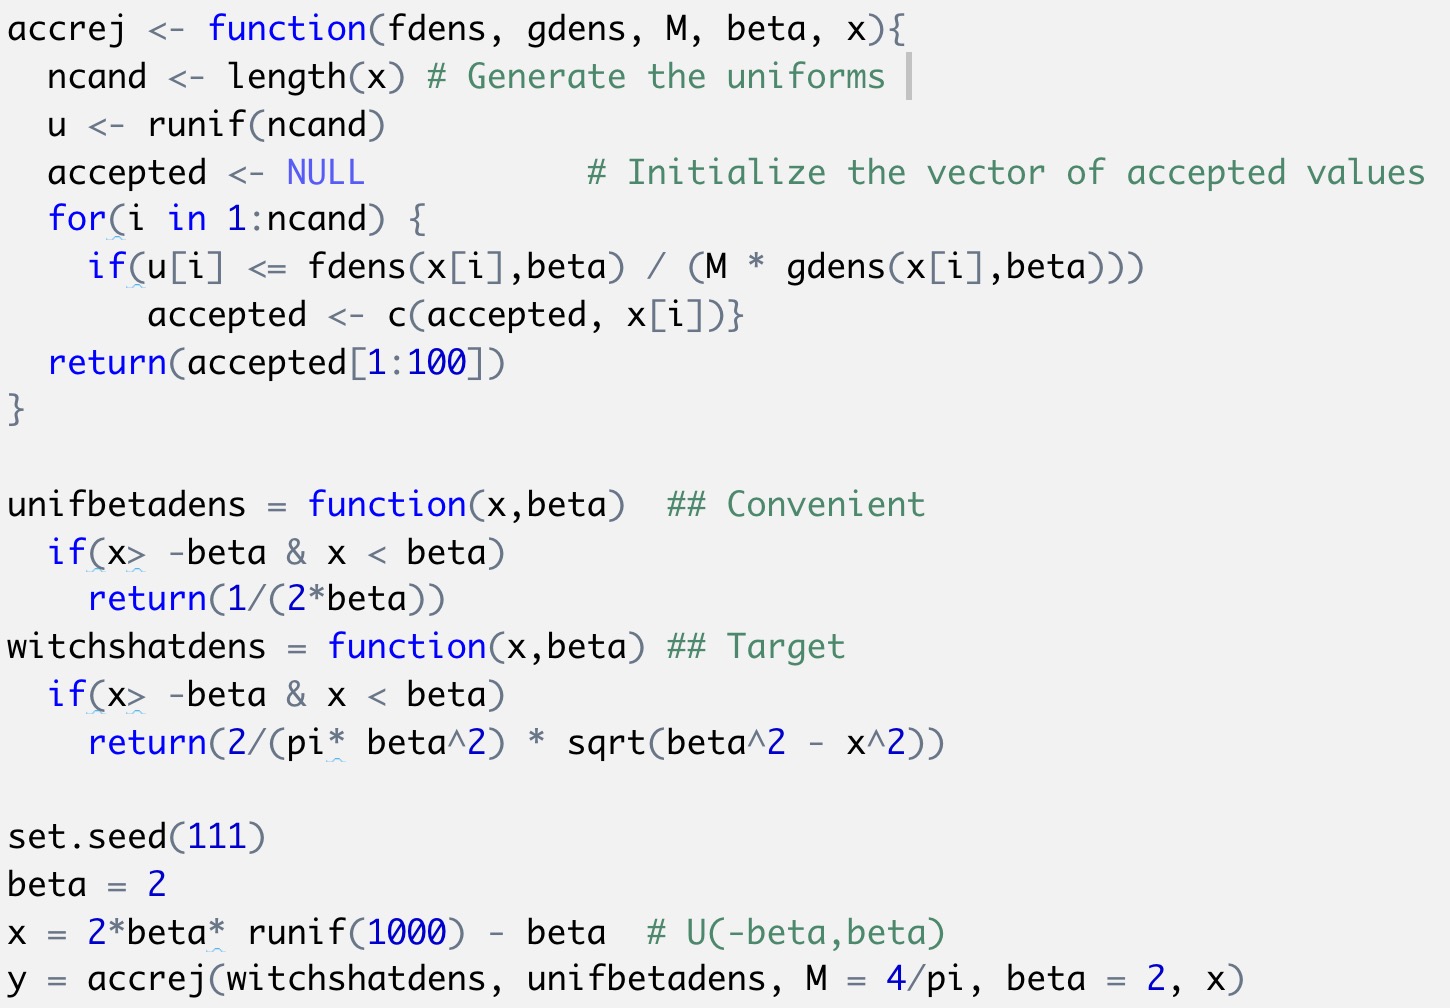 accrej <- function(fdens, gdens, M, beta, x){
  ncand <- length(x) # Generate the uniforms
  u <- runif(ncand)
  accepted <- NULL           # Initialize the vector of accepted values
  for(i in 1:ncand) {
    if(u[i] <= fdens(x[i],beta) / (M * gdens(x[i],beta)))
       accepted <- c(accepted, x[i])}
  return(accepted[1:100])
}

unifbetadens = function(x,beta)  ## Convenient
  if(x> -beta & x < beta)
    return(1/(2*beta))
witchshatdens = function(x,beta) ## Target
  if(x> -beta & x < beta)
    return(2/(pi* beta^2) * sqrt(beta^2 - x^2))

set.seed(111)
beta = 2
x = 2*beta* runif(1000) - beta  # U(-beta,beta)
y = accrej(witchshatdens, unifbetadens, M = 4/pi, beta = 2, x)